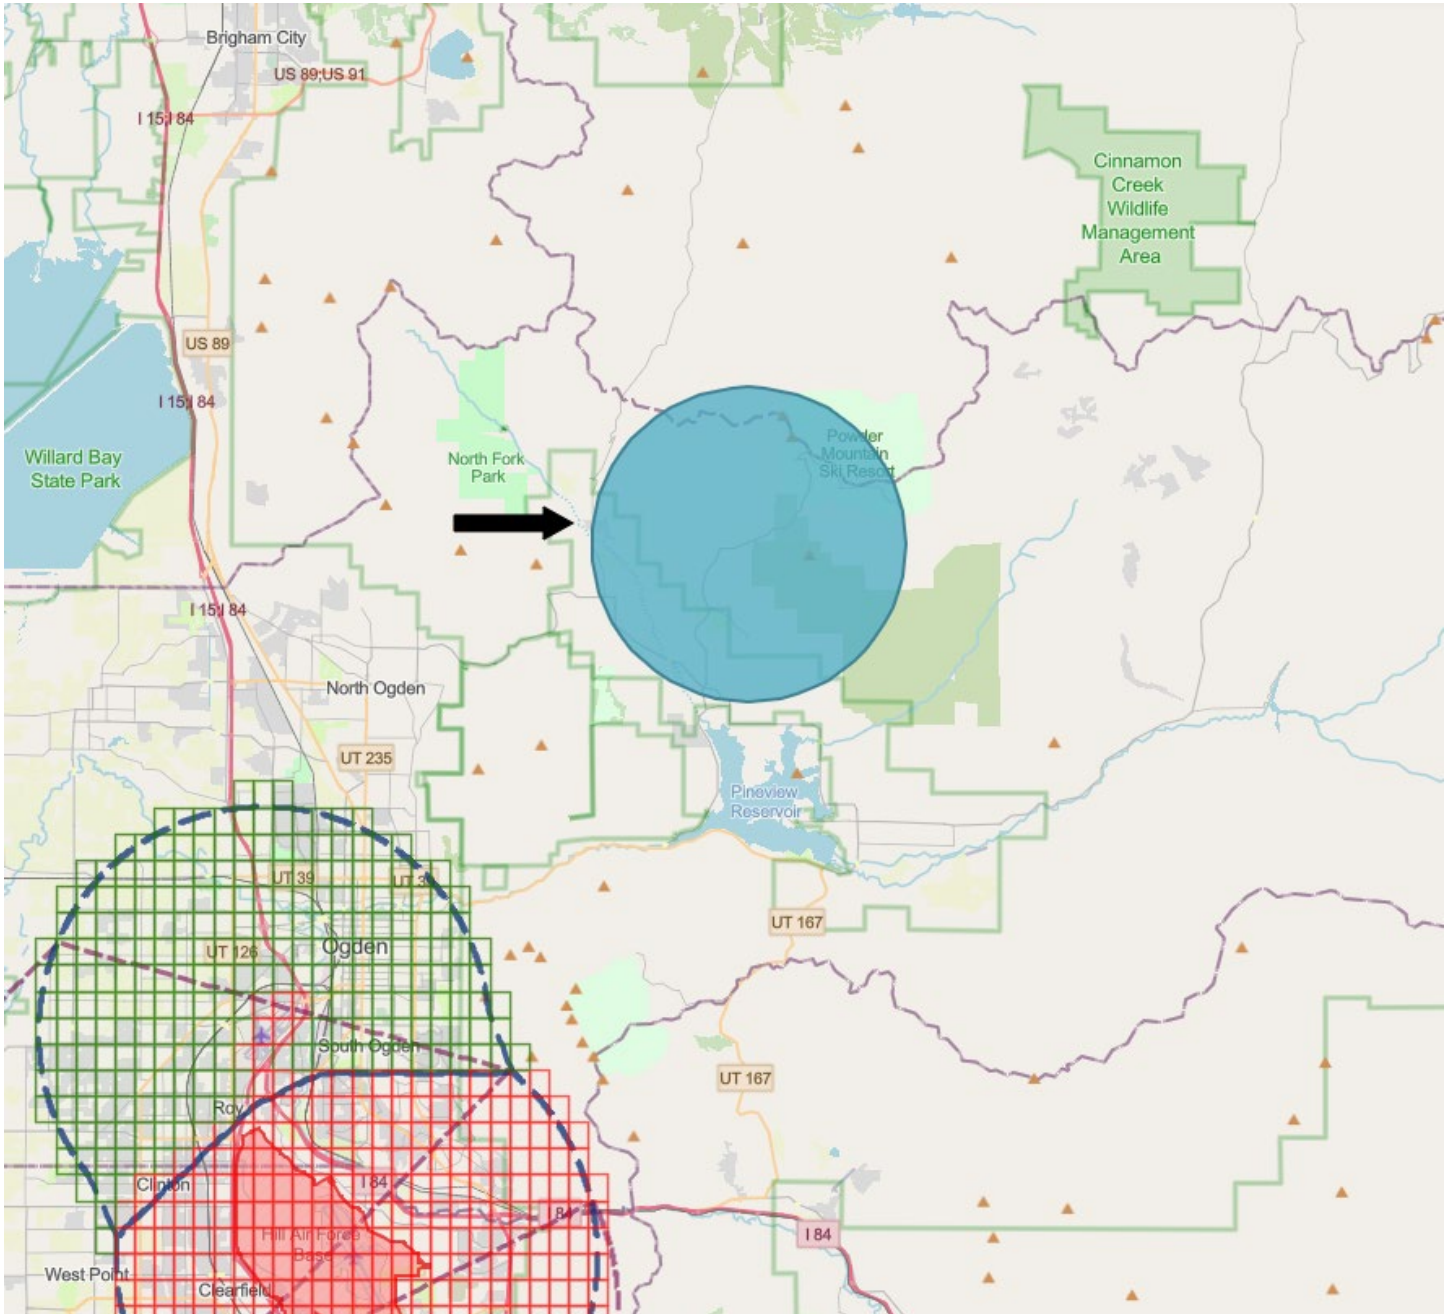 Brigham City
US 89;US 91
I 15;I 84
Cinnamon
Creek
Wildlife
Management
Area
US 89
I 15;I 84
Willard Bay
State Park
North Fork
Park
Powder
Mountain
Ski Resort
I 15;I 84
North Ogden
UT 235
Pineview
Reservoir
UT 39
UT 3
UT 167
UT 126
Ogden
South Ogden
UT 167
Roy
Clinton
I 84
I 84
Hill Air Force
Base
I 84
West Point
Clearfield